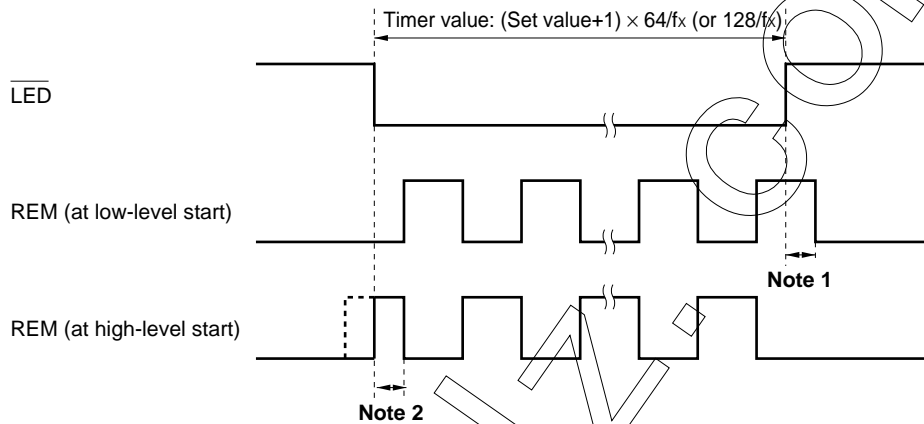 Timer value: (Set value+1) × 64/fx (or 128/fx)
LED
REM (at low-level start)
Note 1
REM (at high-level start)
Note 2